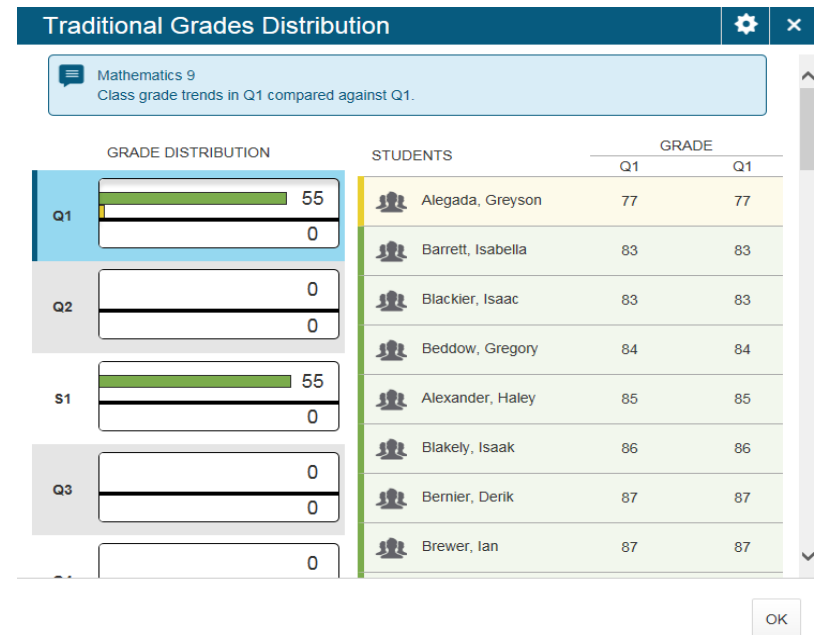 Traditional Grades Distribution
Mathematics 9
Class grade trends in Q1 compared against Q1.
GRADE DISTRIBUTION
Q1 55
0
Q2 0
0
S1 55
0
Q3 0
0
0
STUDENTS GRADE
Q1 Q1
Alegada, Greyson 77 77
Barrett, Isabella 83 83
Blackier, Isaac 83 83
Beddow, Gregory 84 84
Alexander, Haley 85 85
Blakely, Isaak 86 86
Bernier, Derik 87 87
Brewer, Ian 87 87
OK